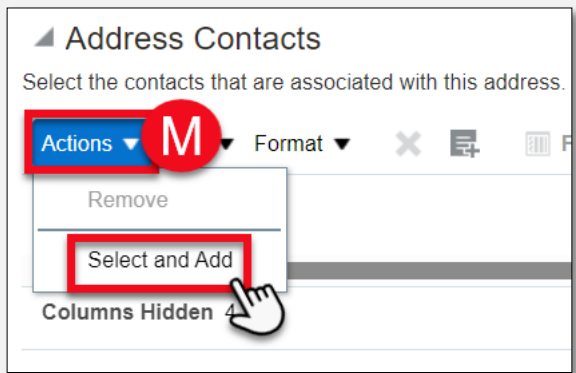 Address Contacts
Select the contacts that are associated with this address.
Actions M Format F
Remove
Select and Add
Columns Hidden 4